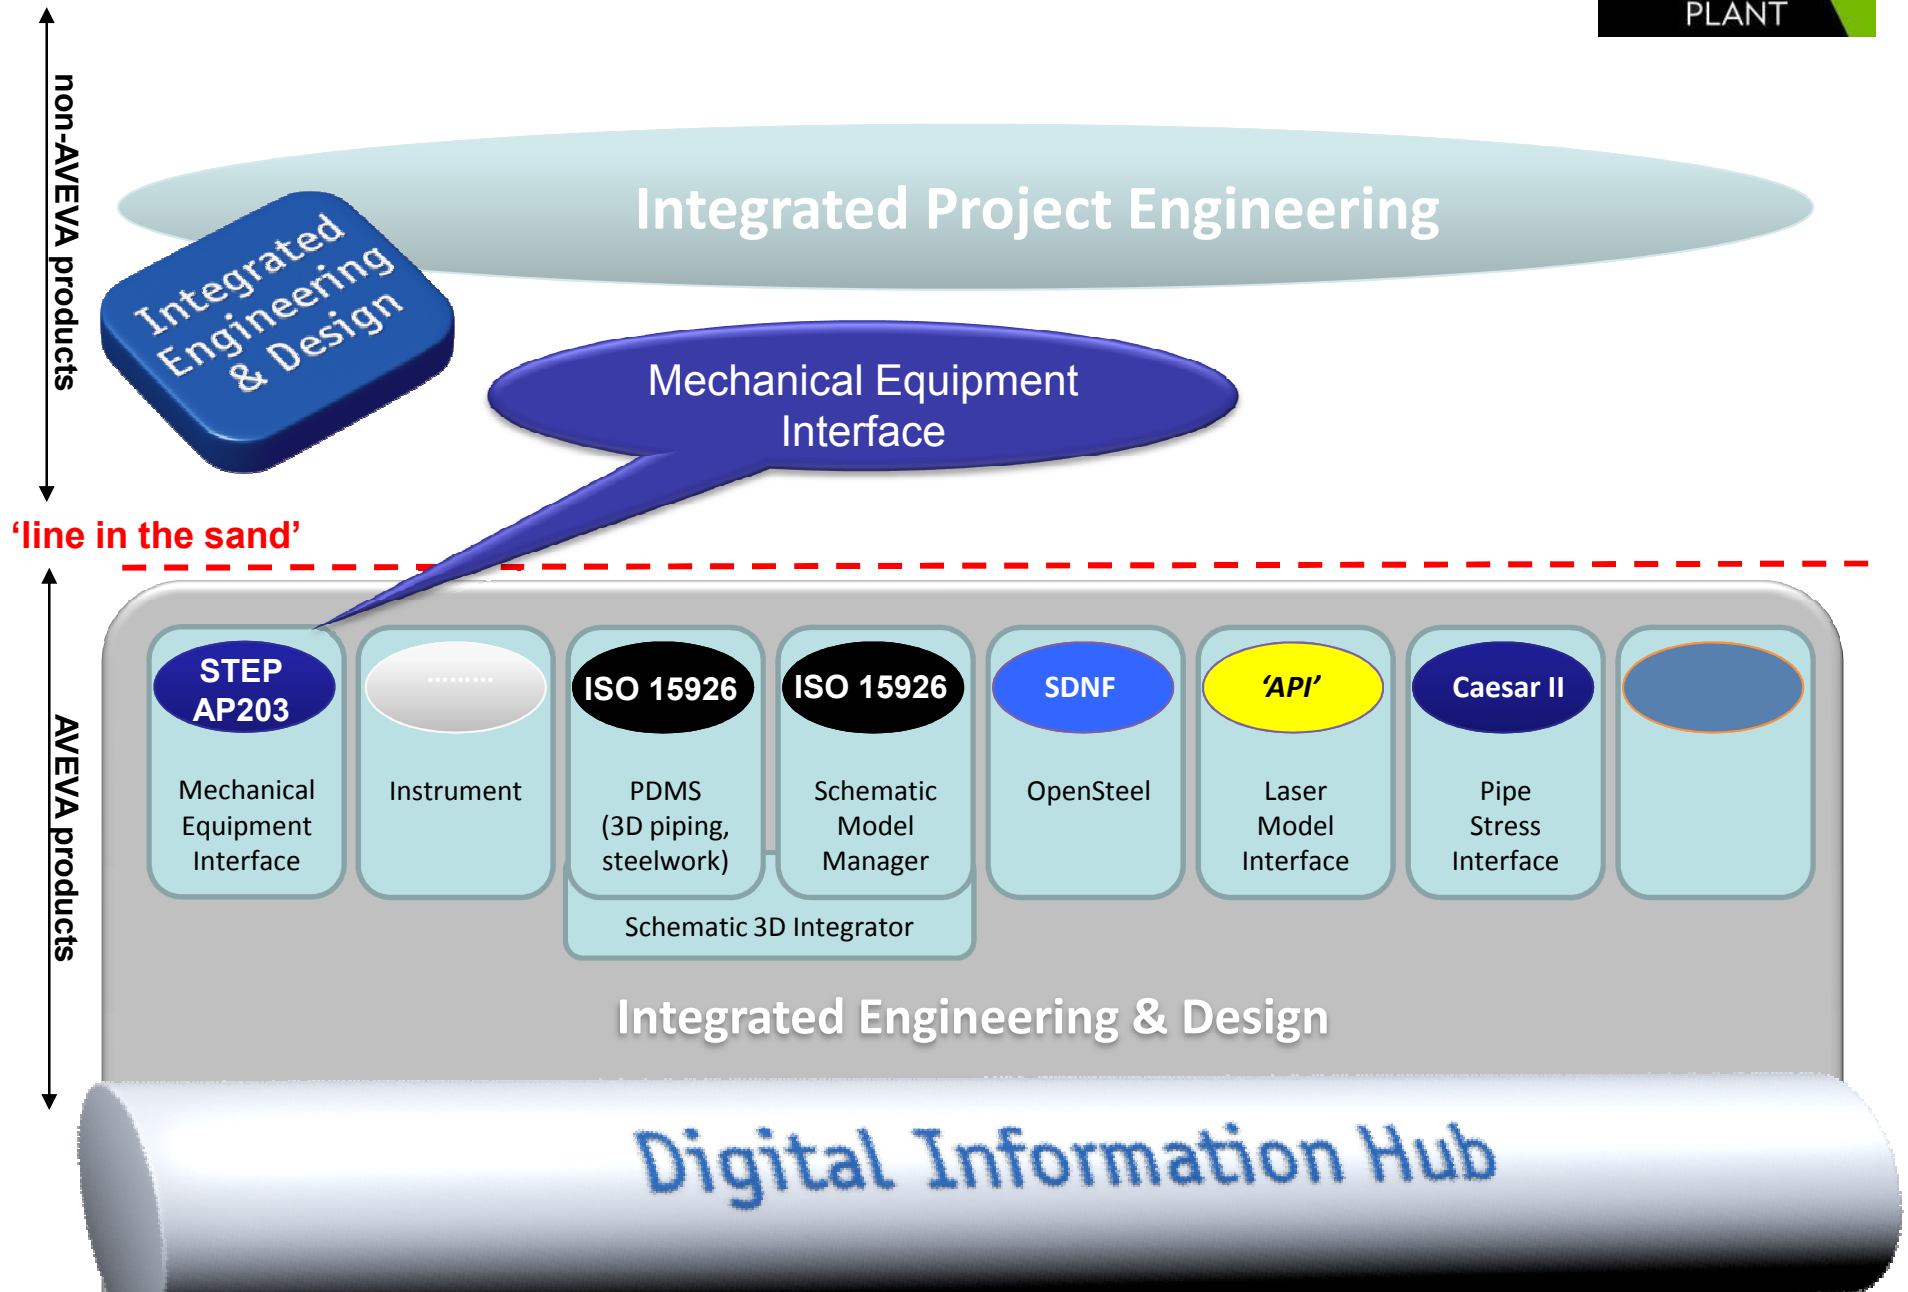 PLANT
non-AVEVA products
Integrated Project Engineering
Integrated
Engineering
& Design
Mechanical Equipment
Interface
‘line in the sand’
AVEVA products
STEP
AP203
Mechanical
Equipment
Interface
.........
Instrument
ISO 15926
PDMS
(3D piping,
steelwork)
ISO 15926
Schematic
Model
Manager
Schematic 3D Integrator
SDNF
OpenSteel
‘API’
Laser
Model
Interface
Caesar II
Pipe
Stress
Interface
Integrated Engineering & Design
Digital Information Hub